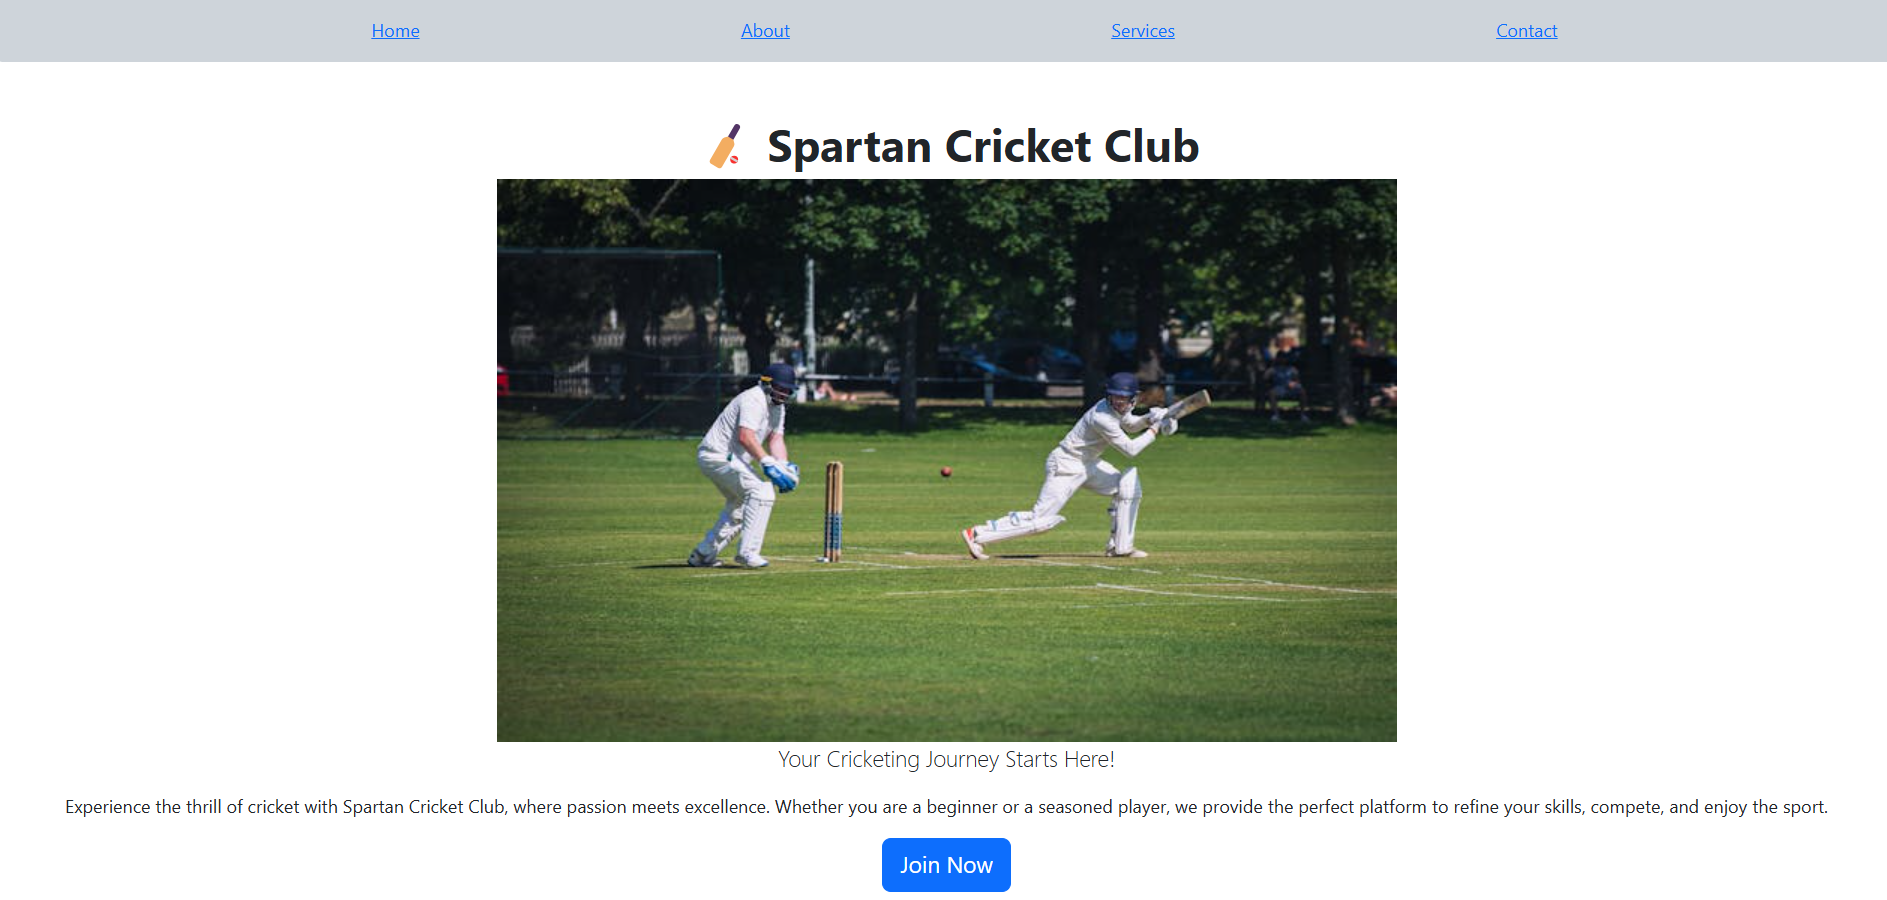 Home About Services Contact
Spartan Cricket Club
Your Cricketing Journey Starts Here!
Experience the thrill of cricket with Spartan Cricket Club, where passion meets excellence. Whether you are a beginner or a seasoned player, we provide the perfect platform to refine your skills, compete, and enjoy the sport.
Join Now